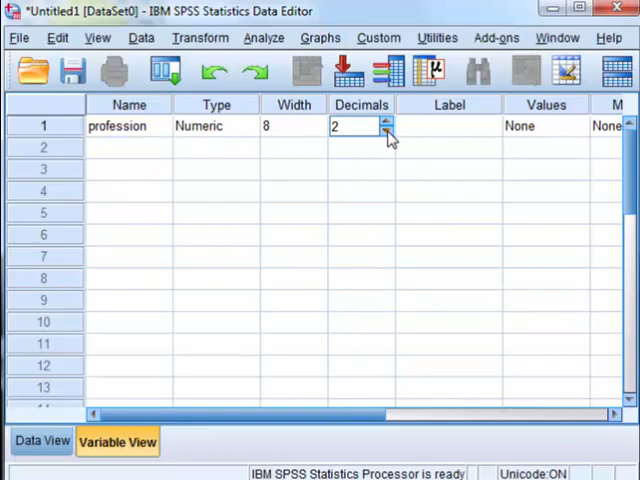 *Untitled1 [DataSet0] - IBM SPSS Statistics Data Editor
File Edit View Data Transform Analyze Graphs Custom Utilities Add-ons Window Help
Name Type Width Decimals Label Values M
1 profession Numeric 8 2 None None
2
3
4
5
6
7
8
9
10
11
12
13
Data View Variable View
IBM SPSS Statistics Processor is ready Unicode:ON